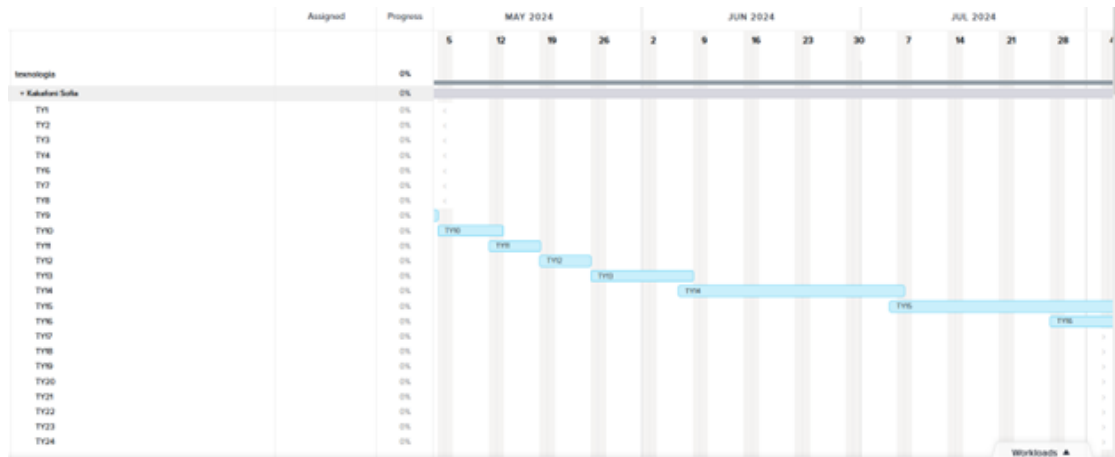 Assigned Progress MAY 2024 JUN 2024 JUL 2024
5 12 19 26 2 9 16 23 30 7 14 21 28 4
texnologia 0%
Kakafoni Sofia 0%
TY1 0%
TY2 0%
TY3 0%
TY4 0%
TY6 0%
TY7 0%
TY8 0%
TY9 0%
TY10 0% TY10
TY11 0% TY11
TY12 0% TY12
TY13 0% TY13
TY14 0% TY14
TY15 0% TY15
TY16 0% TY16
TY17 0%
TY18 0%
TY19 0%
TY20 0%
TY21 0%
TY22 0%
TY23 0%
TY24 0%
Workloads